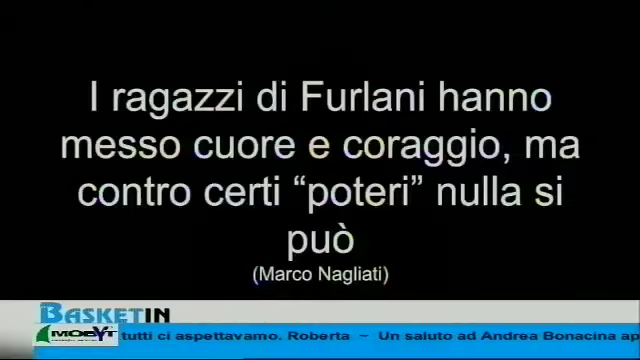 I ragazzi di Furlani hanno
messo cuore e coraggio, ma
contro certi “poteri” nulla si
può
(Marco Nagliati)
BASKETIN
MOBYT
tutti ci aspettavamo. Roberta ~ Un saluto ad Andrea Bonacina ap